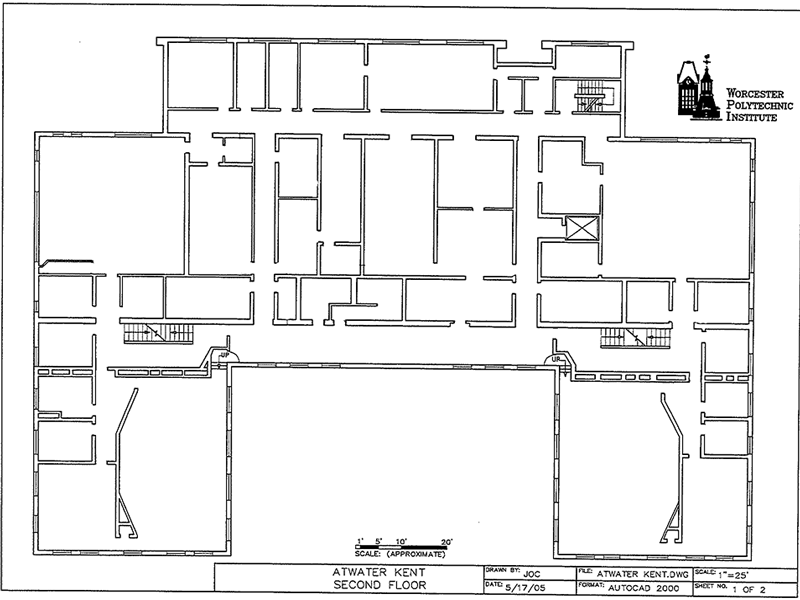 WORCESTER
POLYTECHNIC
INSTITUTE
UP
UP
1' 5' 10' 20'
SCALE: (APPROXIMATE)
ATWATER KENT
SECOND FLOOR
DRAWN BY: JOC
DATE: 5/17/05
FILE: ATWATER KENT.DWG
FORMAT: AUTOCAD 2000
SCALE: 1"=25'
SHEET NO. 1 OF 2